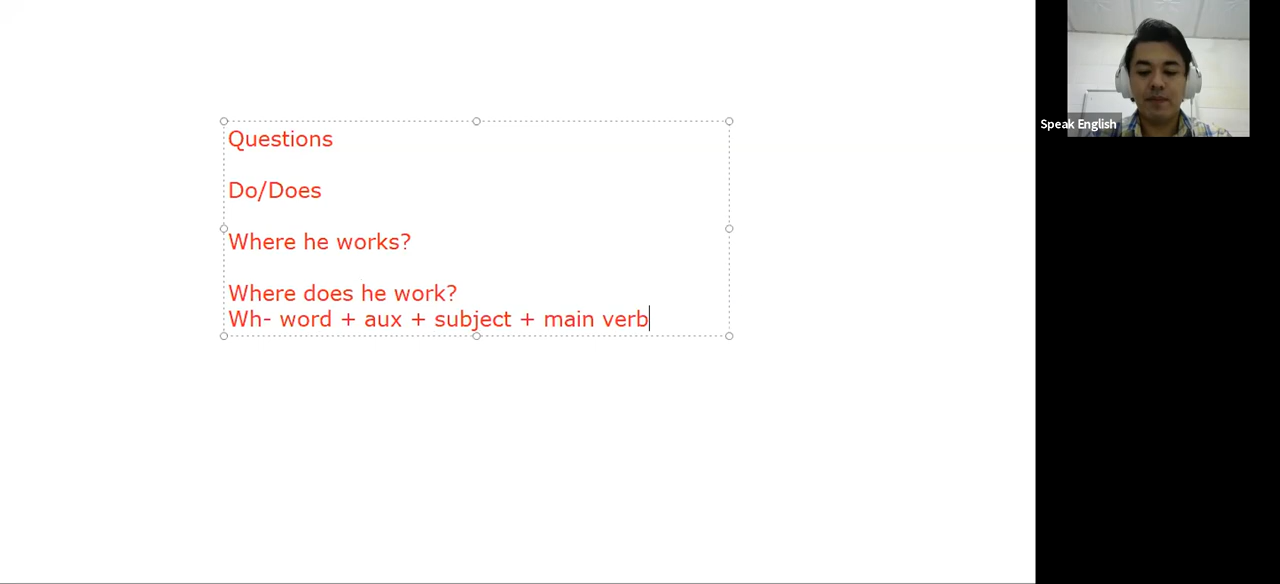 Questions
Do/Does
Where he works?
Where does he work?
Wh- word + aux + subject + main verb
Speak English